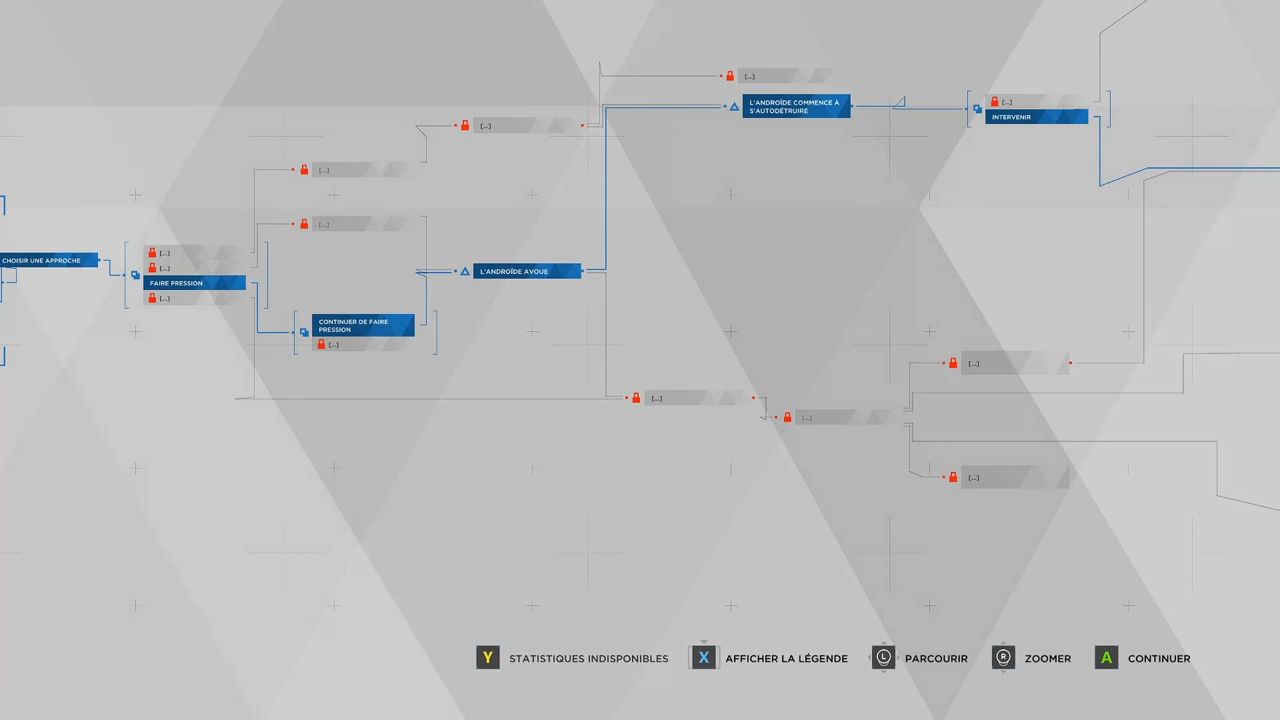 [...]
L'ANDROÏDE COMMENCE À
S'AUTODÉTRUIRE
[...]
INTERVENIR
[...]
[...]
[...]
CHOISIR UNE APPROCHE
[...]
[...]
FAIRE PRESSION
[...]
L'ANDROÏDE AVOUE
CONTINUER DE FAIRE
PRESSION
[...]
[...]
[...]
[...]
[...]
Y STATISTIQUES INDISPONIBLES
X AFFICHER LA LÉGENDE
L PARCOURIR
R ZOOMER
A CONTINUER